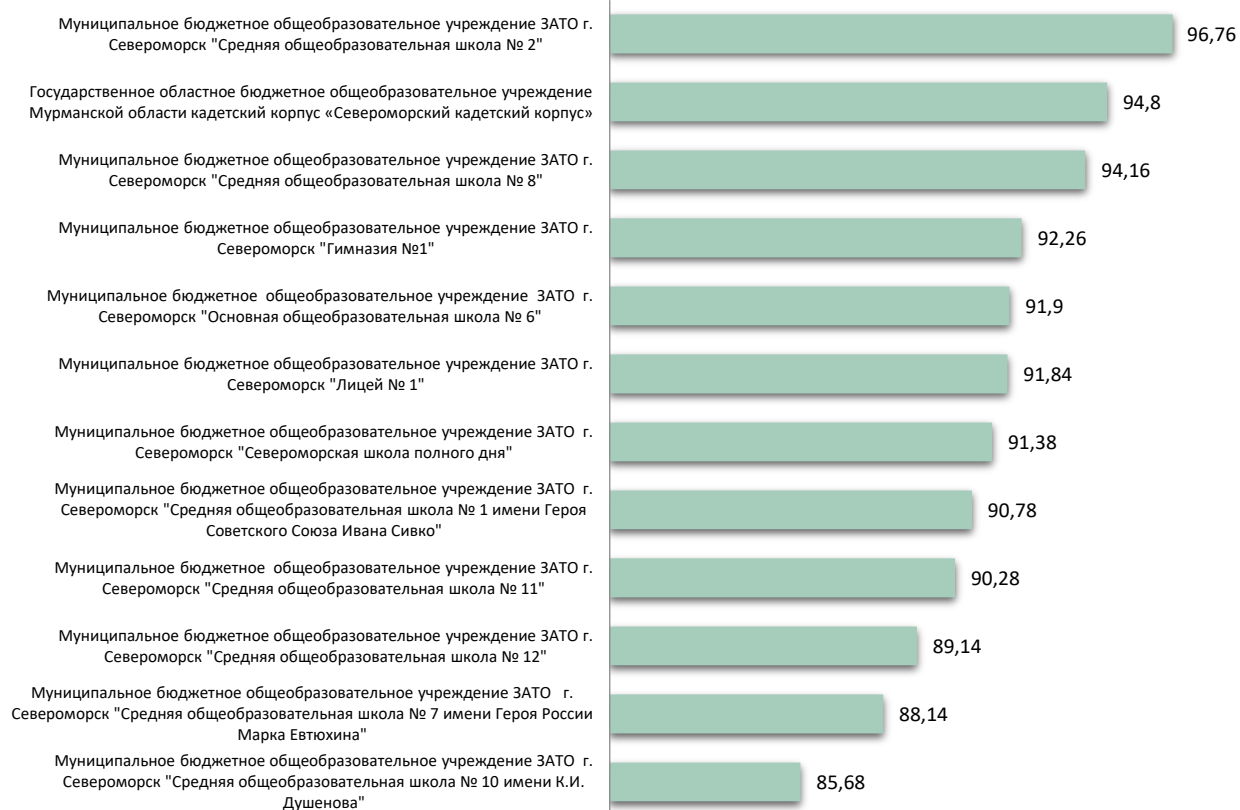 Муниципальное бюджетное общеобразовательное учреждение ЗАТО г.
Североморск "Средняя общеобразовательная школа № 2"
96,76
Государственное областное бюджетное общеобразовательное учреждение
Мурманской области кадетский корпус «Североморский кадетский корпус»
94,8
Муниципальное бюджетное общеобразовательное учреждение ЗАТО г.
Североморск "Средняя общеобразовательная школа № 8"
94,16
Муниципальное бюджетное общеобразовательное учреждение ЗАТО г.
Североморск "Гимназия №1"
92,26
Муниципальное бюджетное общеобразовательное учреждение ЗАТО г.
Североморск "Основная общеобразовательная школа № 6"
91,9
Муниципальное бюджетное общеобразовательное учреждение ЗАТО г.
Североморск "Лицей № 1"
91,84
Муниципальное бюджетное общеобразовательное учреждение ЗАТО г.
Североморск "Североморская школа полного дня"
91,38
Муниципальное бюджетное общеобразовательное учреждение ЗАТО г.
Североморск "Средняя общеобразовательная школа № 1 имени Героя
Советского Союза Ивана Сивко"
90,78
Муниципальное бюджетное общеобразовательное учреждение ЗАТО г.
Североморск "Средняя общеобразовательная школа № 11"
90,28
Муниципальное бюджетное общеобразовательное учреждение ЗАТО г.
Североморск "Средняя общеобразовательная школа № 12"
89,14
Муниципальное бюджетное общеобразовательное учреждение ЗАТО г.
Североморск "Средняя общеобразовательная школа № 7 имени Героя России
Марка Евтюхина"
88,14
Муниципальное бюджетное общеобразовательное учреждение ЗАТО г.
Североморск "Средняя общеобразовательная школа № 10 имени К.И.
Душенова"
85,68